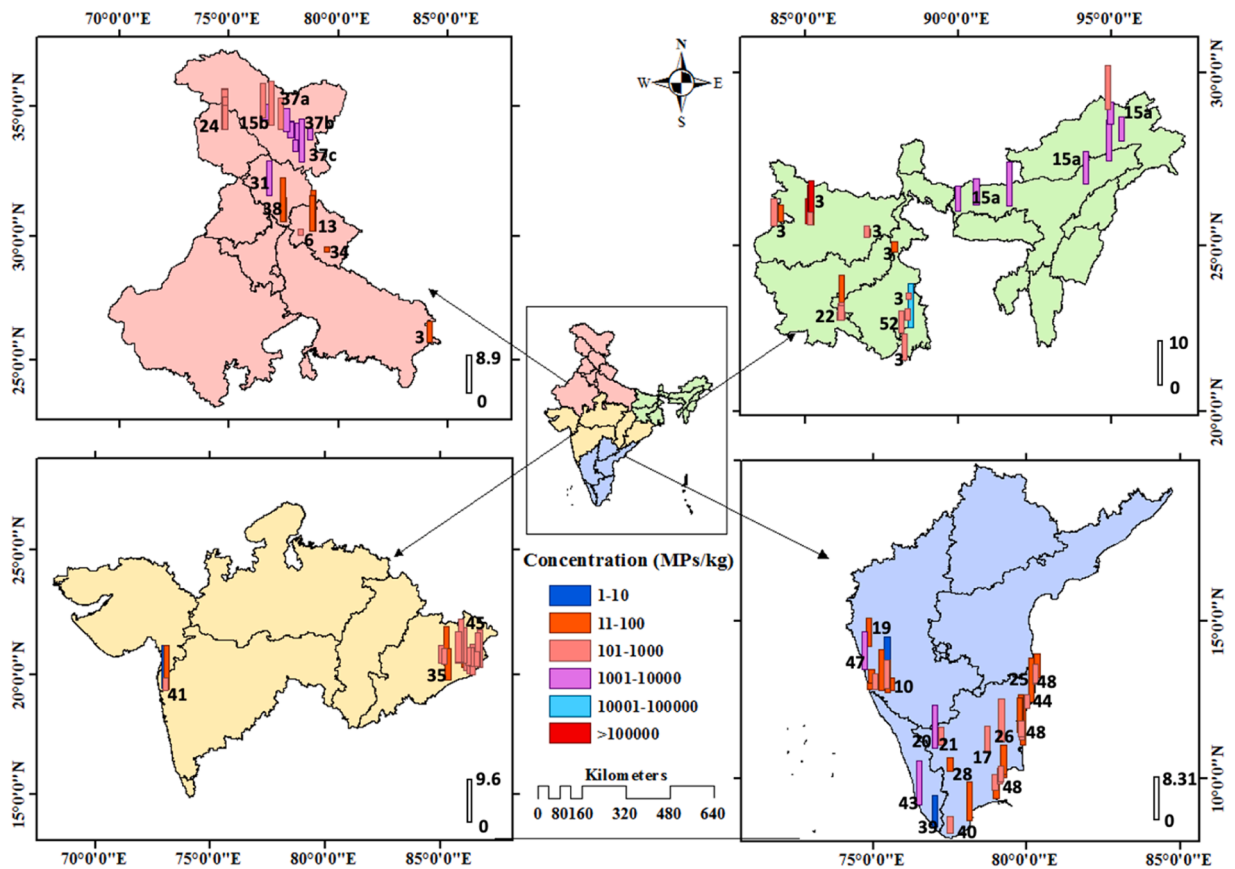 70°0'0"E 75°0'0"E 80°0'0"E 85°0'0"E
85°0'0"E 90°0'0"E 95°0'0"E
N
W E
S
35°0'0"N
30°0'0"N
25°0'0"N
37a
24 15b 37b
37c
31
38 13
6
34
3
8.9
0
30°0'0"N
25°0'0"N
20°0'0"N
15a
15a
15a
3
3
3
3
3
22 52
3
10
0
25°0'0"N
20°0'0"N
15°0'0"N
45
35
41
9.6
0
70°0'0"E 75°0'0"E 80°0'0"E 85°0'0"E
Concentration (MPs/kg)
1-10
11-100
101-1000
1001-10000
10001-100000
>100000
Kilometers
0 80160 320 480 640
15°0'0"N
10°0'0"N
19
47
10
25 48
44
20 21 26 48
17
28
43 48
39 40
8.31
0
75°0'0"E 80°0'0"E 85°0'0"E